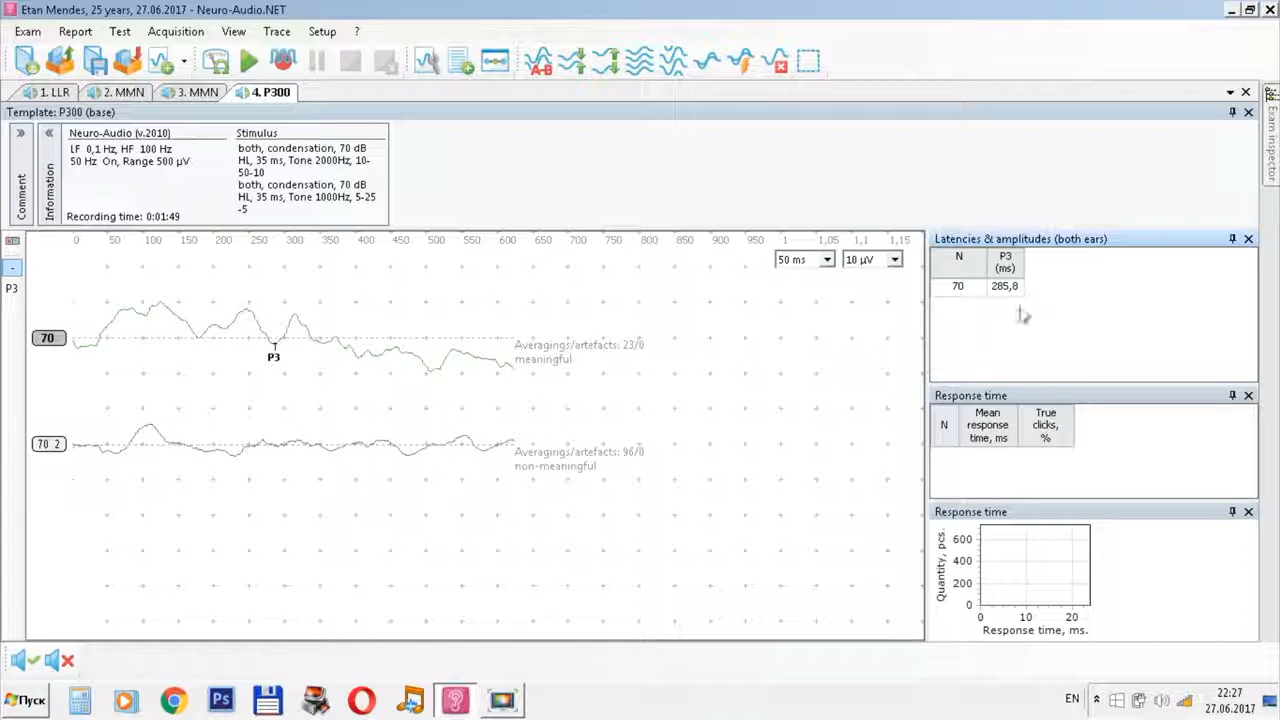 Etan Mendes, 25 years, 27.06.2017 - Neuro-Audio.NET
Exam Report Test Acquisition View Trace Setup ?
A-B
1. LLR 2. MMN 3. MMN 4. P300
Template: P300 (base)
Exam inspector
Comment
Information
Neuro-Audio (v.2010)
LF 0,1 Hz, HF 100 Hz
50 Hz On, Range 500 µV
Recording time: 0:01:49
Stimulus
both, condensation, 70 dB
HL, 35 ms, Tone 2000Hz, 10-
50-10
both, condensation, 70 dB
HL, 35 ms, Tone 1000Hz, 5-25
-5
0 50 100 150 200 250 300 350 400 450 500 550 600 650 700 750 800 850 900 950 1 1,05 1,1 1,15
50 ms 10 µV
-
P3
70
P3
Averagings/artefacts: 23/0
meaningful
70 2
Averagings/artefacts: 96/0
non-meaningful
Latencies & amplitudes (both ears)
N P3
(ms)
70 285,8
Response time
N Mean
response
time, ms
True
clicks,
%
Response time
Quantity, pcs.
600
400
200
0
0 10 20
Response time, ms.
Пуск
Ps
EN
22:27
27.06.2017